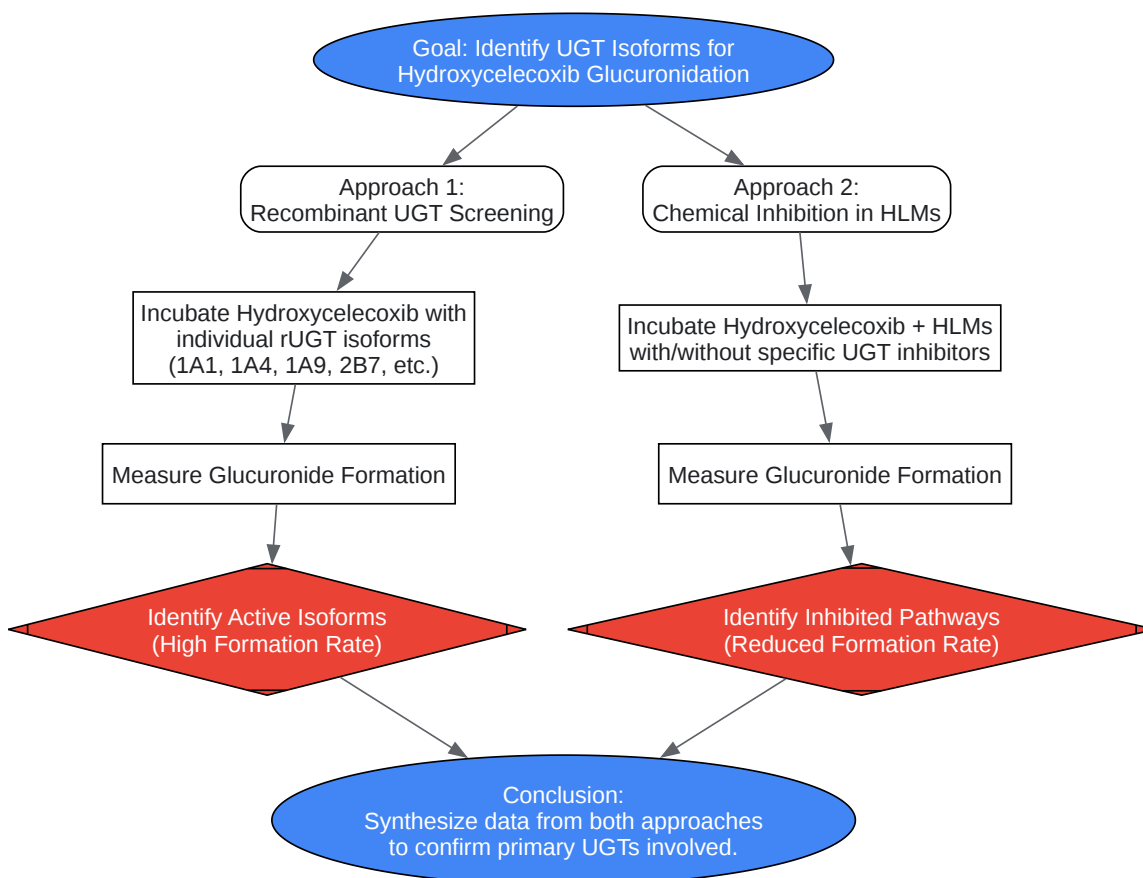 Goal: Identify UGT Isoforms for
Hydroxycelecoxib Glucuronidation
Approach 1:
Recombinant UGT Screening
Approach 2:
Chemical Inhibition in HLMs
Incubate Hydroxycelecoxib with
individual rUGT isoforms
(1A1, 1A4, 1A9, 2B7, etc.)
Incubate Hydroxycelecoxib + HLMs
with/without specific UGT inhibitors
Measure Glucuronide Formation
Measure Glucuronide Formation
Identify Active Isoforms
(High Formation Rate)
Identify Inhibited Pathways
(Reduced Formation Rate)
Conclusion:
Synthesize data from both approaches
to confirm primary UGTs involved.